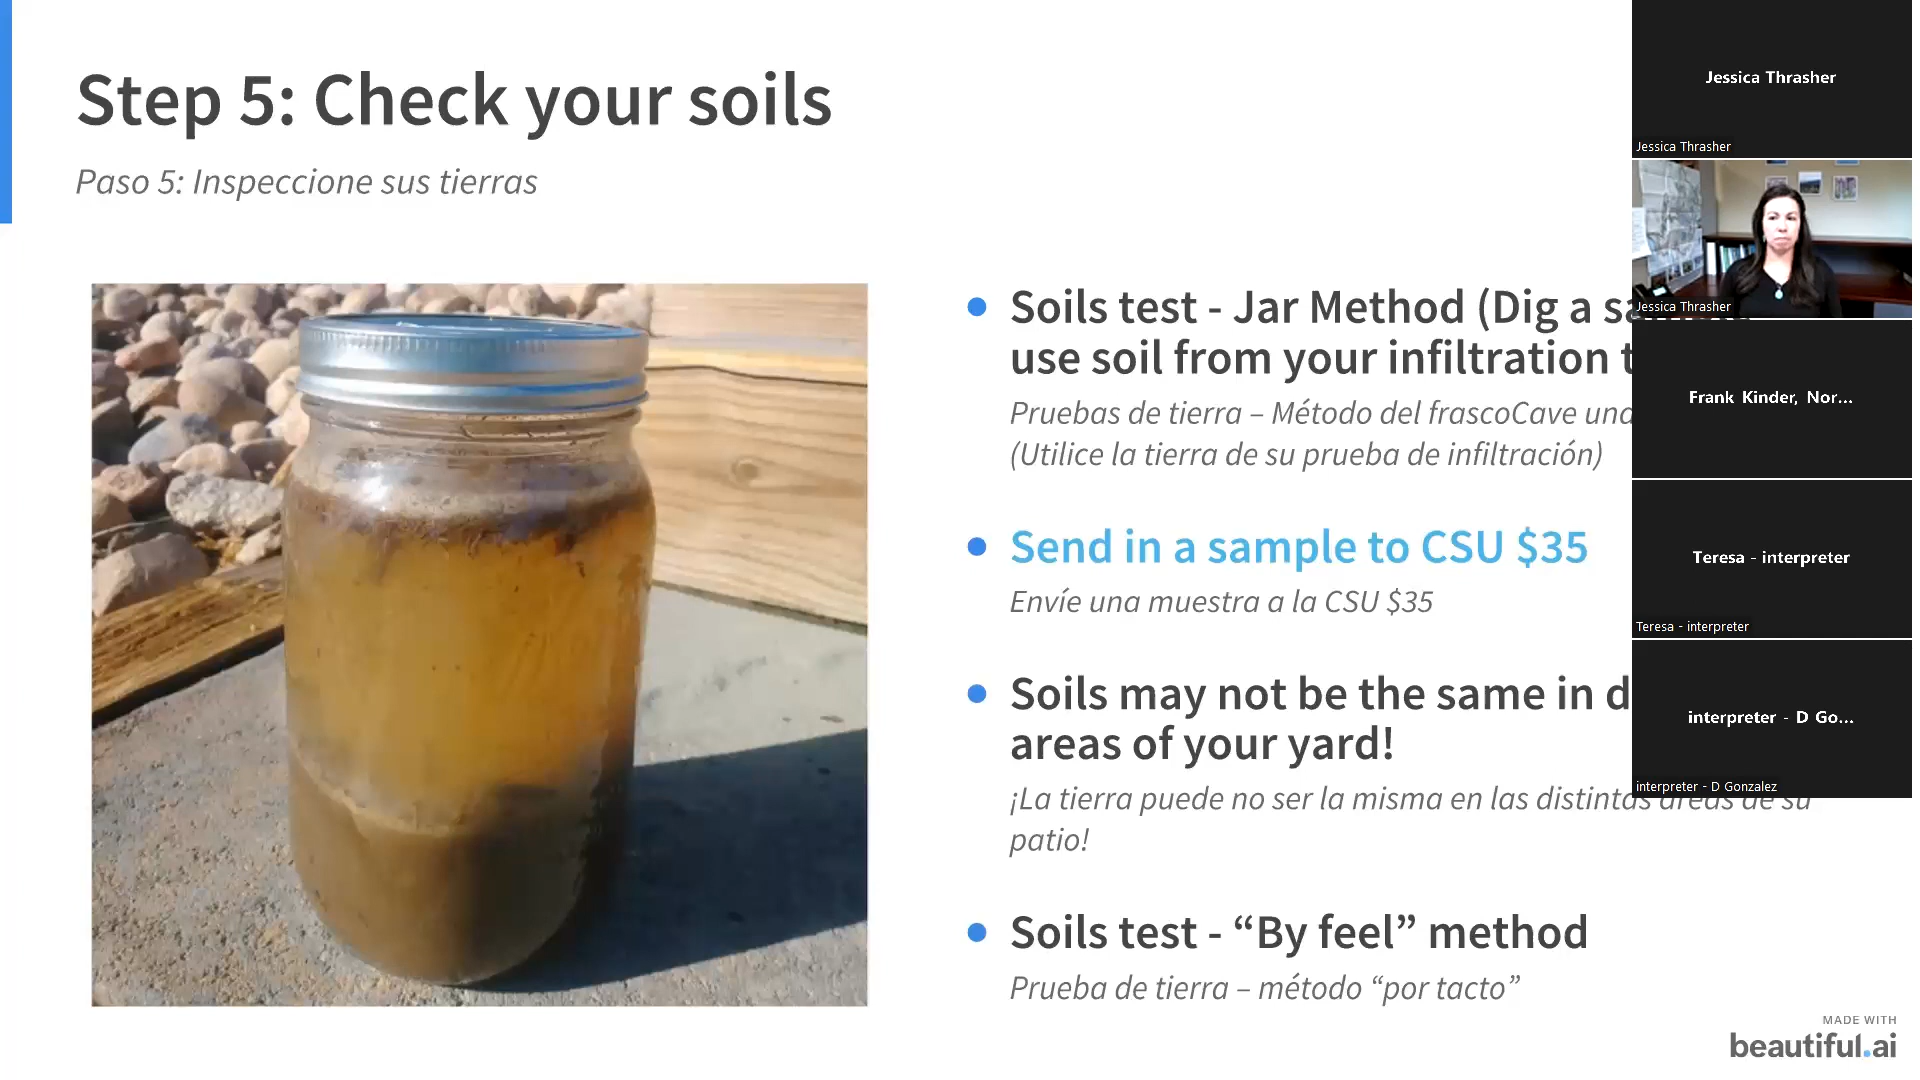 Step 5: Check your soils
Paso 5: Inspeccione sus tierras
Soils test - Jar Method (Dig a
use soil from your infiltration
Pruebas de tierra – Método del frascoCave una
(Utilice la tierra de su prueba de infiltración)
Send in a sample to CSU $35
Envíe una muestra a la CSU $35
Soils may not be the same in
areas of your yard!
¡La tierra puede no ser la misma en las distintas áreas de su
patio!
Soils test - “By feel” method
Prueba de tierra – método “por tacto”
Jessica Thrasher
Jessica Thrasher
Jessica Thrasher
Frank Kinder, Nor...
Teresa - interpreter
Teresa - interpreter
interpreter - D Go...
interpreter - D Gonzalez
MADE WITH
beautiful.ai